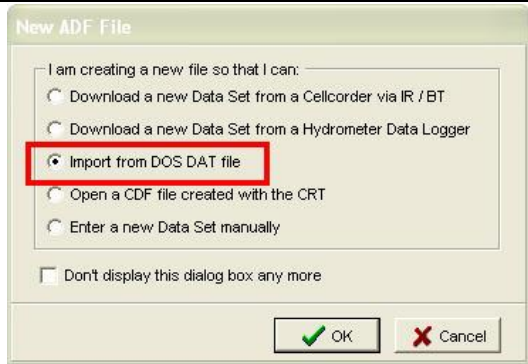 New ADF File
I am creating a new file so that I can:
Download a new Data Set from a Cellcorder via IR / BT
Download a new Data Set from a Hydrometer Data Logger
Import from DOS DAT file
Open a CDF file created with the CRT
Enter a new Data Set manually
Don't display this dialog box any more
OK Cancel